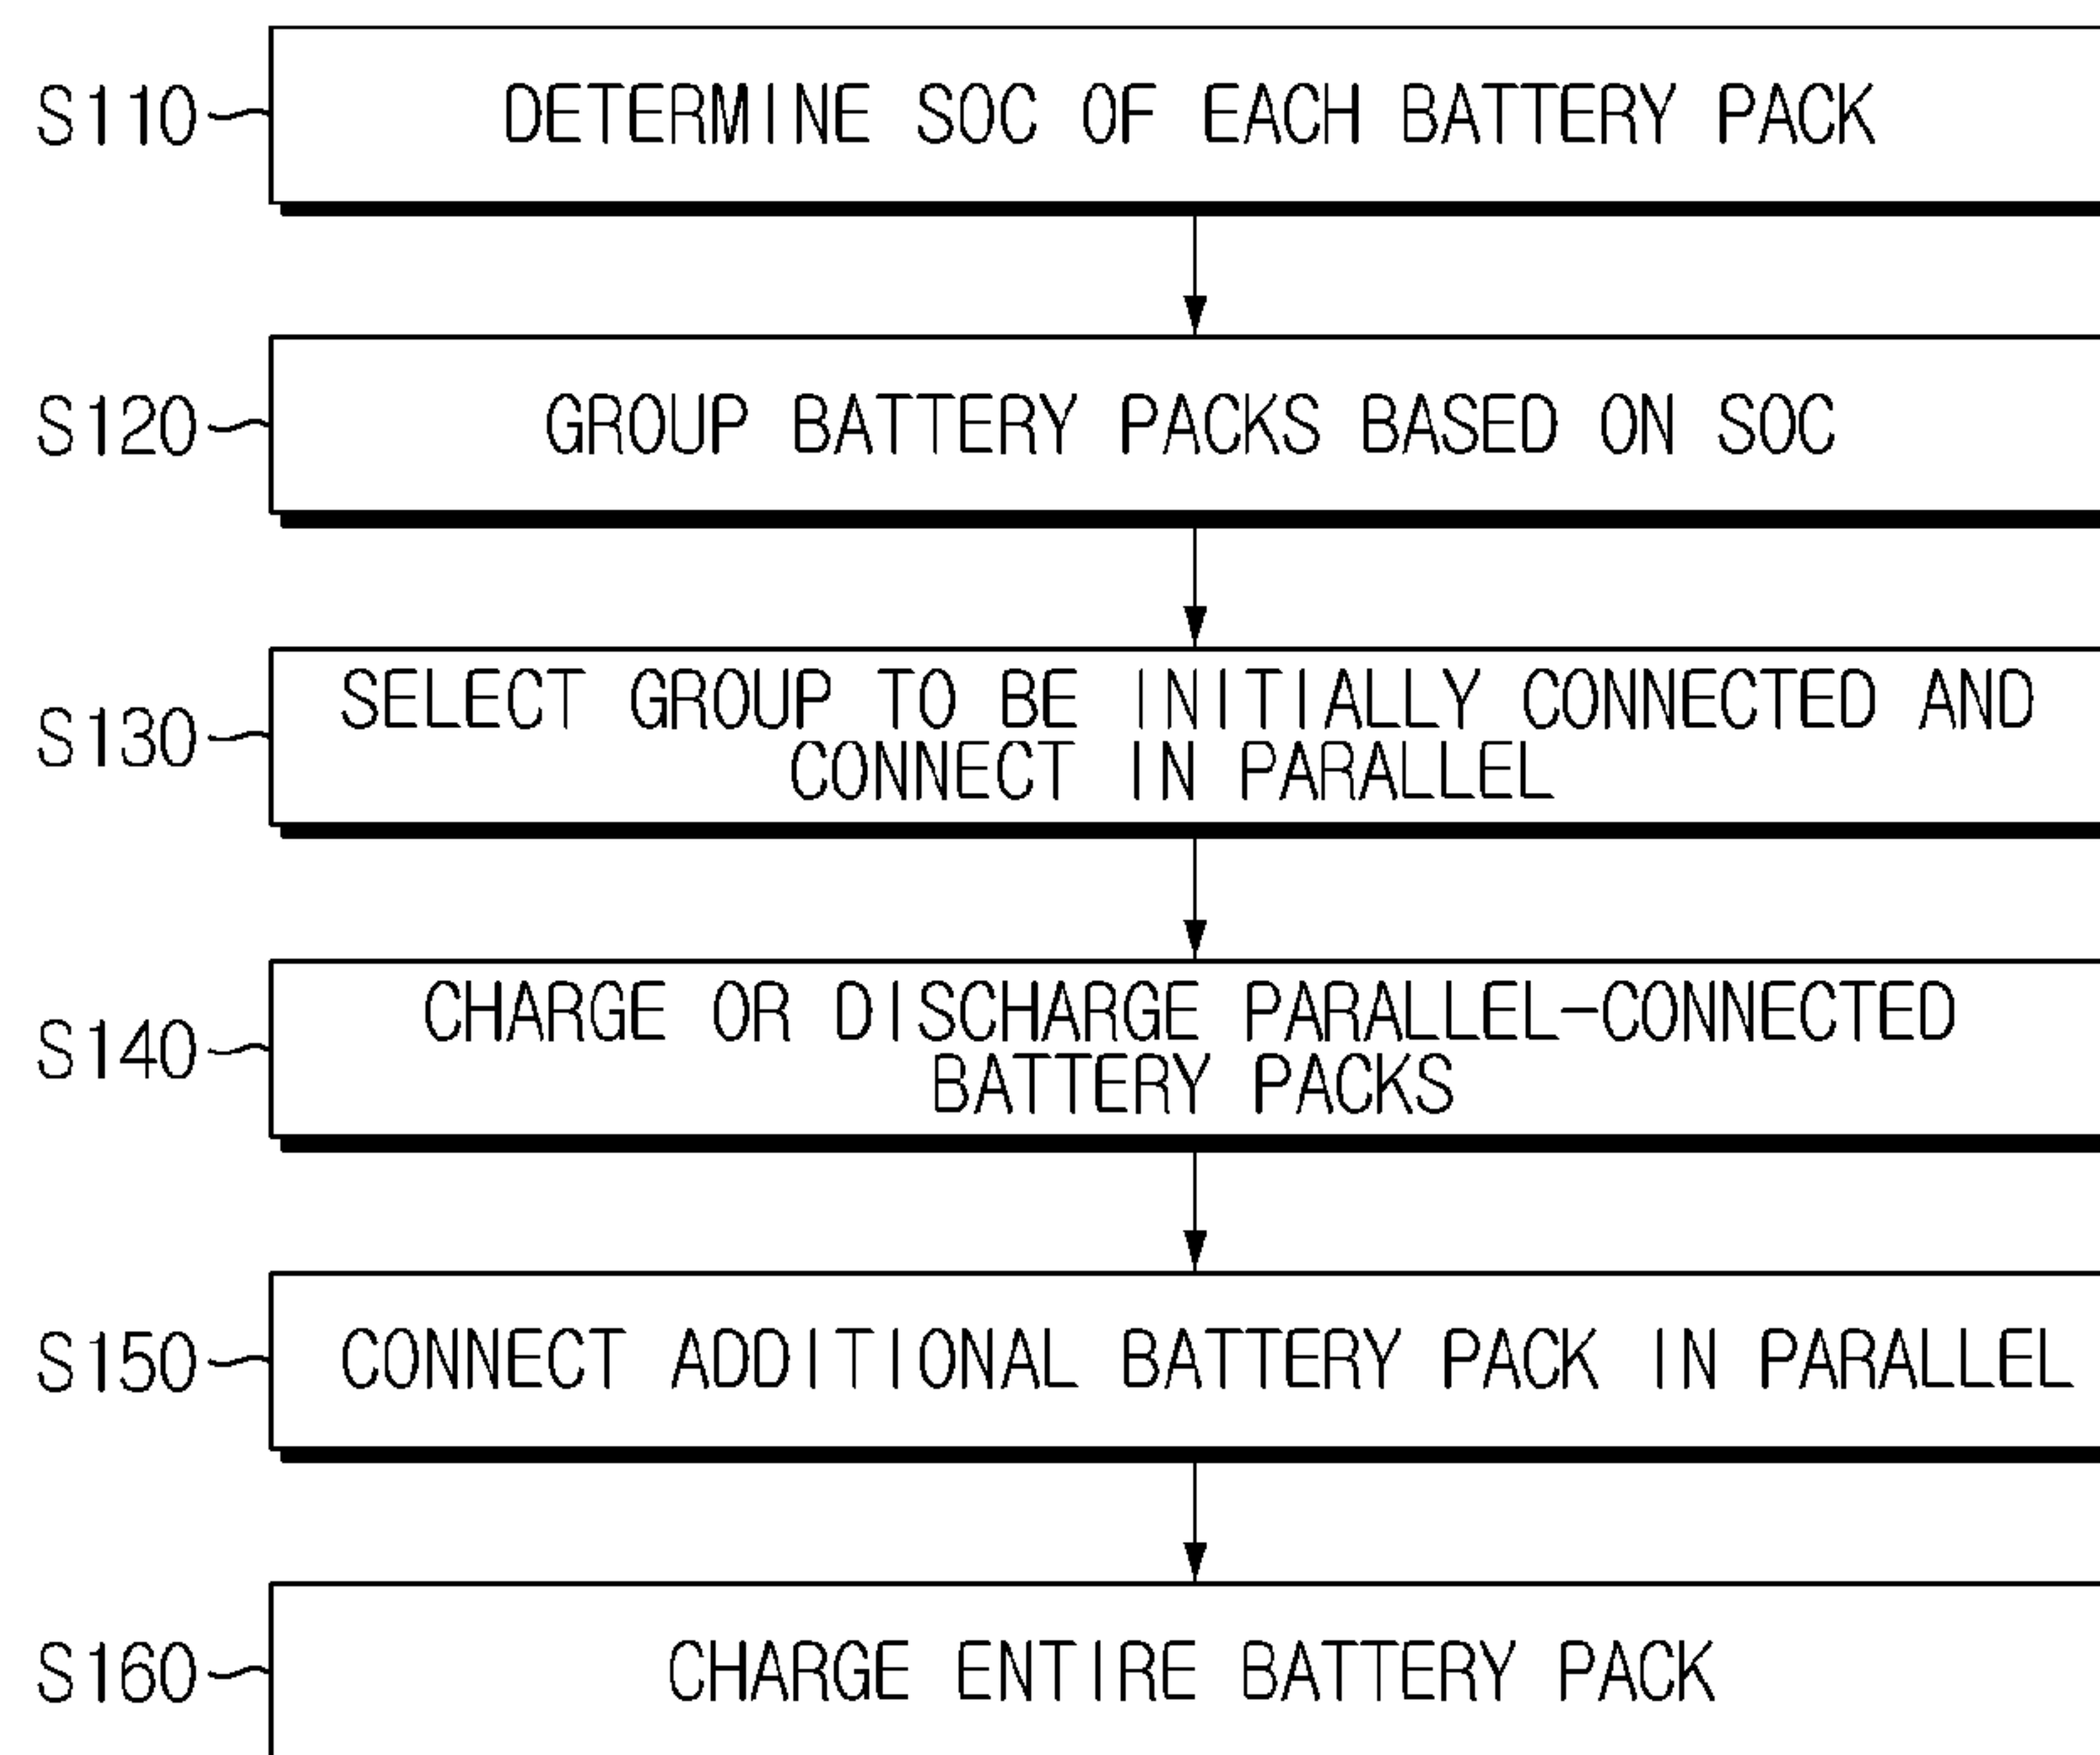 S110
DETERMINE SOC OF EACH BATTERY PACK
S120
GROUP BATTERY PACKS BASED ON SOC
S130
SELECT GROUP TO BE INITIALLY CONNECTED AND
CONNECT IN PARALLEL
S140
CHARGE OR DISCHARGE PARALLEL-CONNECTED
BATTERY PACKS
S150
CONNECT ADDITIONAL BATTERY PACK IN PARALLEL
S160
CHARGE ENTIRE BATTERY PACK